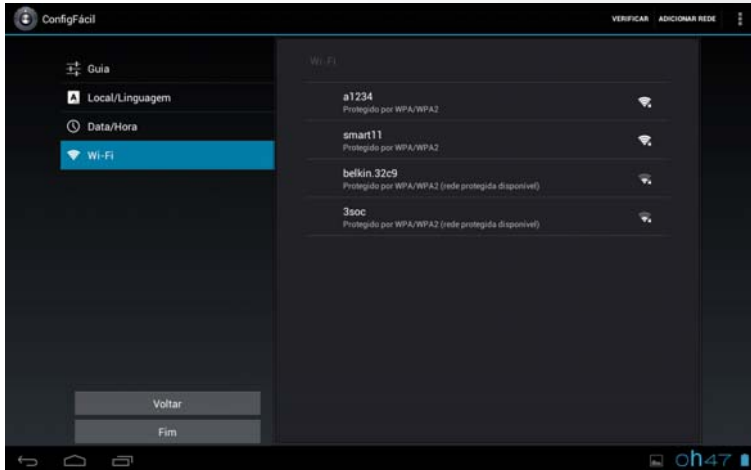 ConfigFácil
VERIFICAR ADICIONAR REDE
Guia
A Local/Linguagem
Data/Hora
Wi-Fi
Voltar
Fim
Wi-Fi
a1234
Protegido por WPA/WPA2
smart11
Protegido por WPA/WPA2
belkin.32c9
Protegido por WPA/WPA2 (rede protegida disponível)
3soc
Protegido por WPA/WPA2 (rede protegida disponível)
0h47